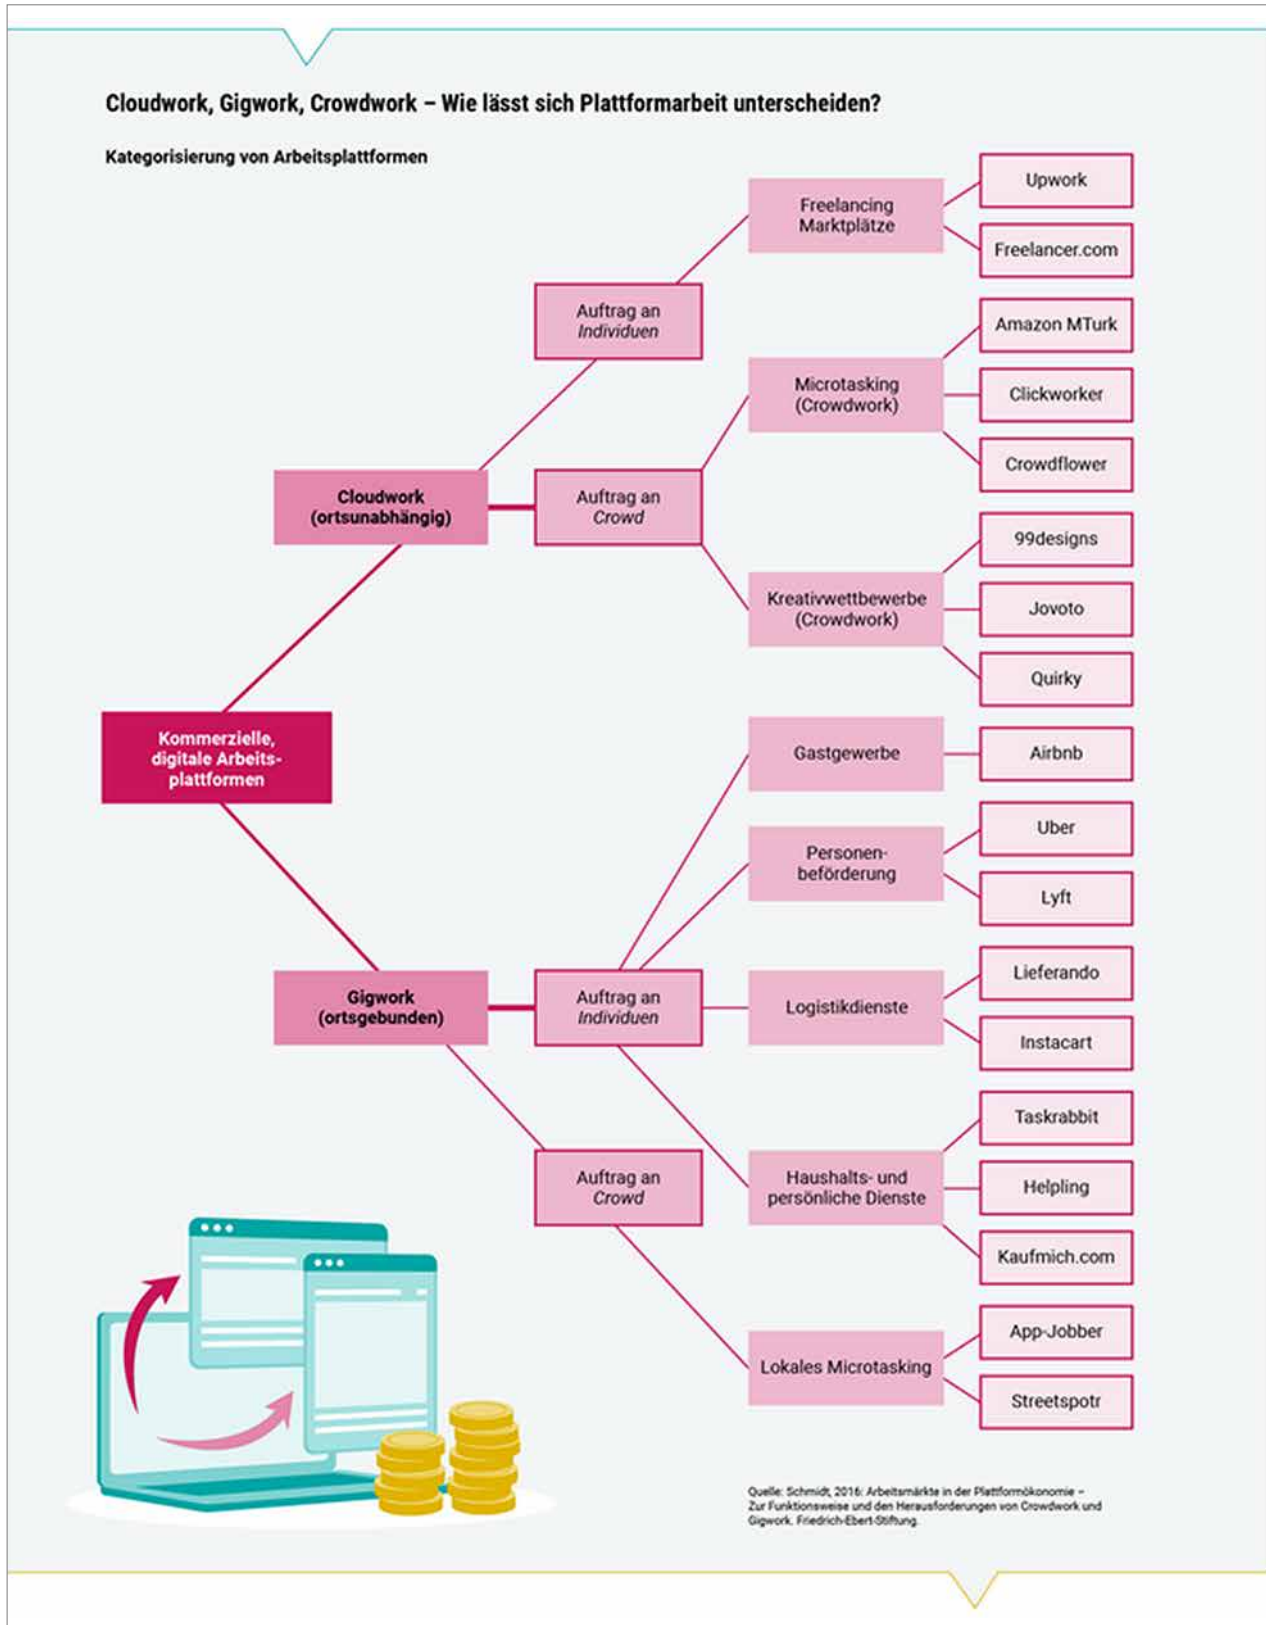 Cloudwork, Gigwork, Crowdwork – Wie lässt sich Plattformarbeit unterscheiden?
Kategorisierung von Arbeitsplattformen
Kommerzielle,
digitale Arbeits-
plattformen
Cloudwork
(ortsunabhängig)
Auftrag an
Individuen
Freelancing
Marktplätze
Upwork
Freelancer.com
Auftrag an
Crowd
Microtasking
(Crowdwork)
Amazon MTurk
Clickworker
Crowdflower
Kreativwettbewerbe
(Crowdwork)
99designs
Jovoto
Quirky
Gigwork
(ortsgebunden)
Auftrag an
Individuen
Gastgewerbe
Airbnb
Personen-
beförderung
Uber
Lyft
Logistikdienste
Lieferando
Instacart
Haushalts- und
persönliche Dienste
Taskrabbit
Helpling
Kaufmich.com
Auftrag an
Crowd
Lokales Microtasking
App-Jobber
Streetspotr
Quelle: Schmidt, 2016: Arbeitsmärkte in der Plattformökonomie –
Zur Funktionsweise und den Herausforderungen von Crowdwork und
Gigwork. Friedrich-Ebert-Stiftung.